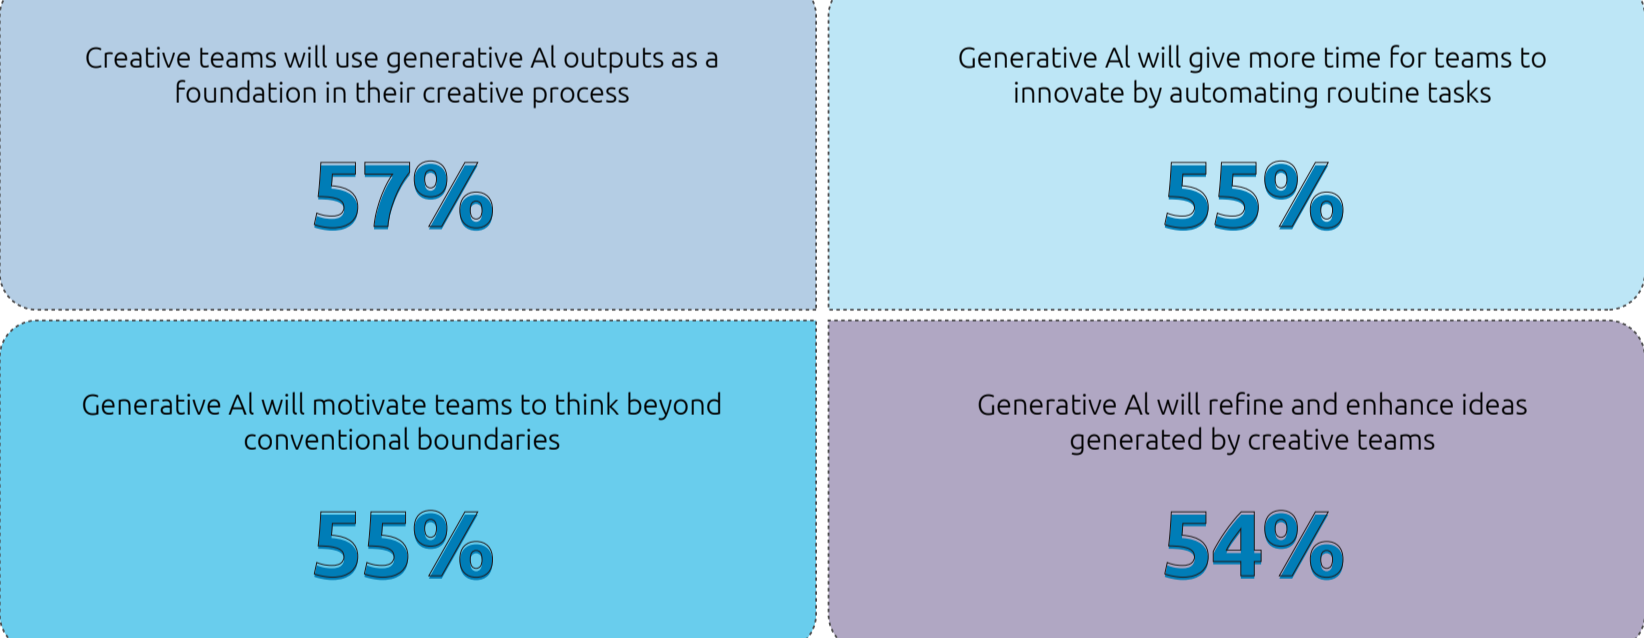 Creative teams will use generative AI outputs as a
foundation in their creative process
57%
Generative AI will give more time for teams to
innovate by automating routine tasks
55%
Generative AI will motivate teams to think beyond
conventional boundaries
55%
Generative AI will refine and enhance ideas
generated by creative teams
54%